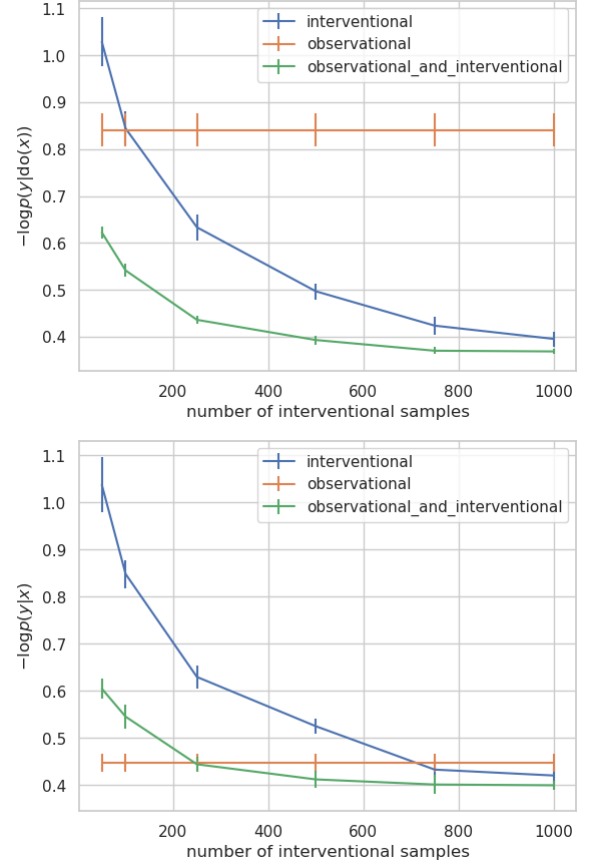 1.1
1.0
0.9
0.8
0.7
0.6
0.5
0.4
−log p(y|do(x))
interventional
observational
observational_and_interventional
200 400 600 800 1000
number of interventional samples
1.1
1.0
0.9
0.8
0.7
0.6
0.5
0.4
−log p(y|x)
interventional
observational
observational_and_interventional
200 400 600 800 1000
number of interventional samples